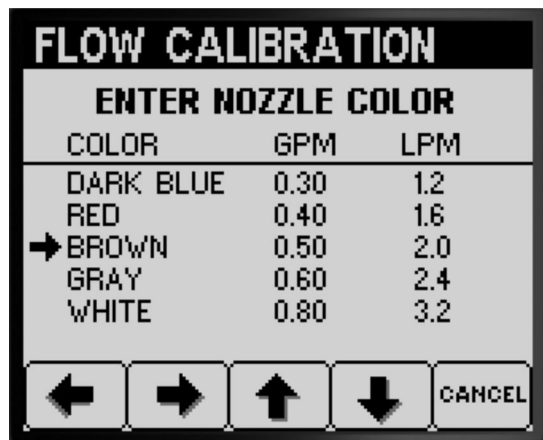 FLOW CALIBRATION
ENTER NOZZLE COLOR
COLOR GPM LPM
DARK BLUE 0.30 1.2
RED 0.40 1.6
BROWN 0.50 2.0
GRAY 0.60 2.4
WHITE 0.80 3.2
CANCEL